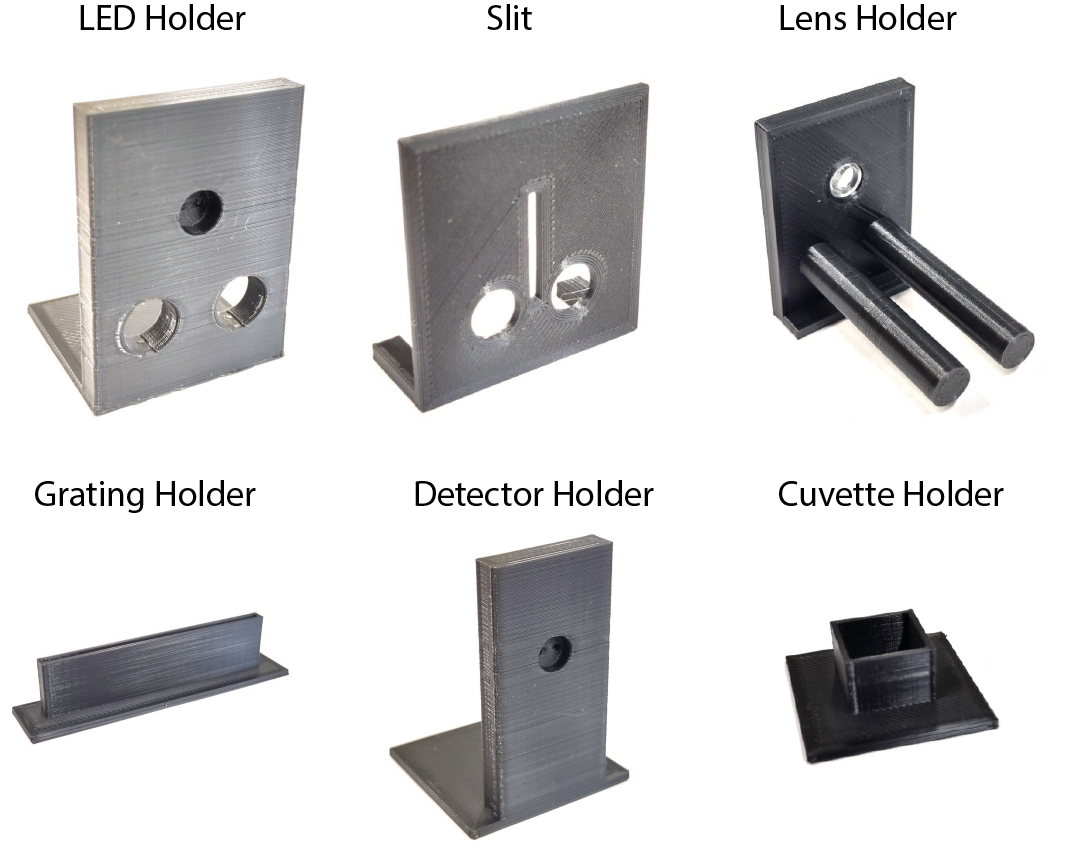 LED Holder
Slit
Lens Holder
Grating Holder
Detector Holder
Cuvette Holder